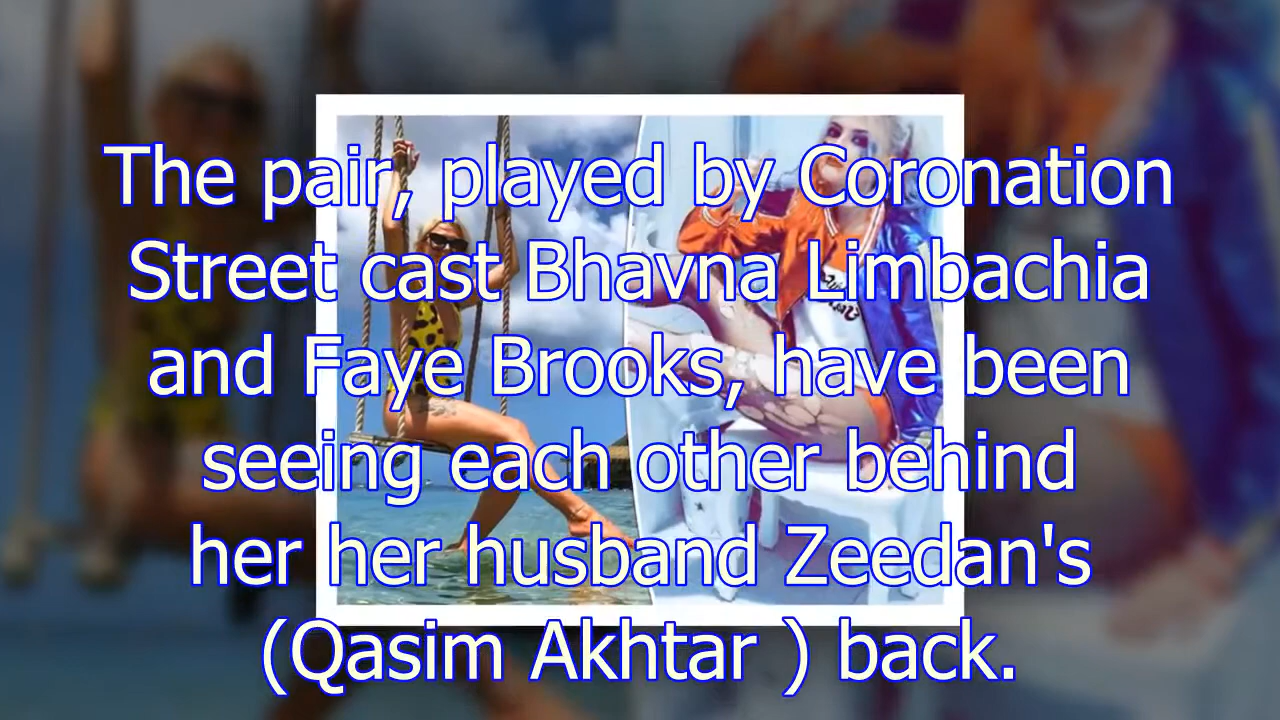 The pair, played by Coronation
Street cast Bhavna Limbachia
and Faye Brooks, have been
seeing each other behind
her her husband Zeedan's
(Qasim Akhtar ) back.